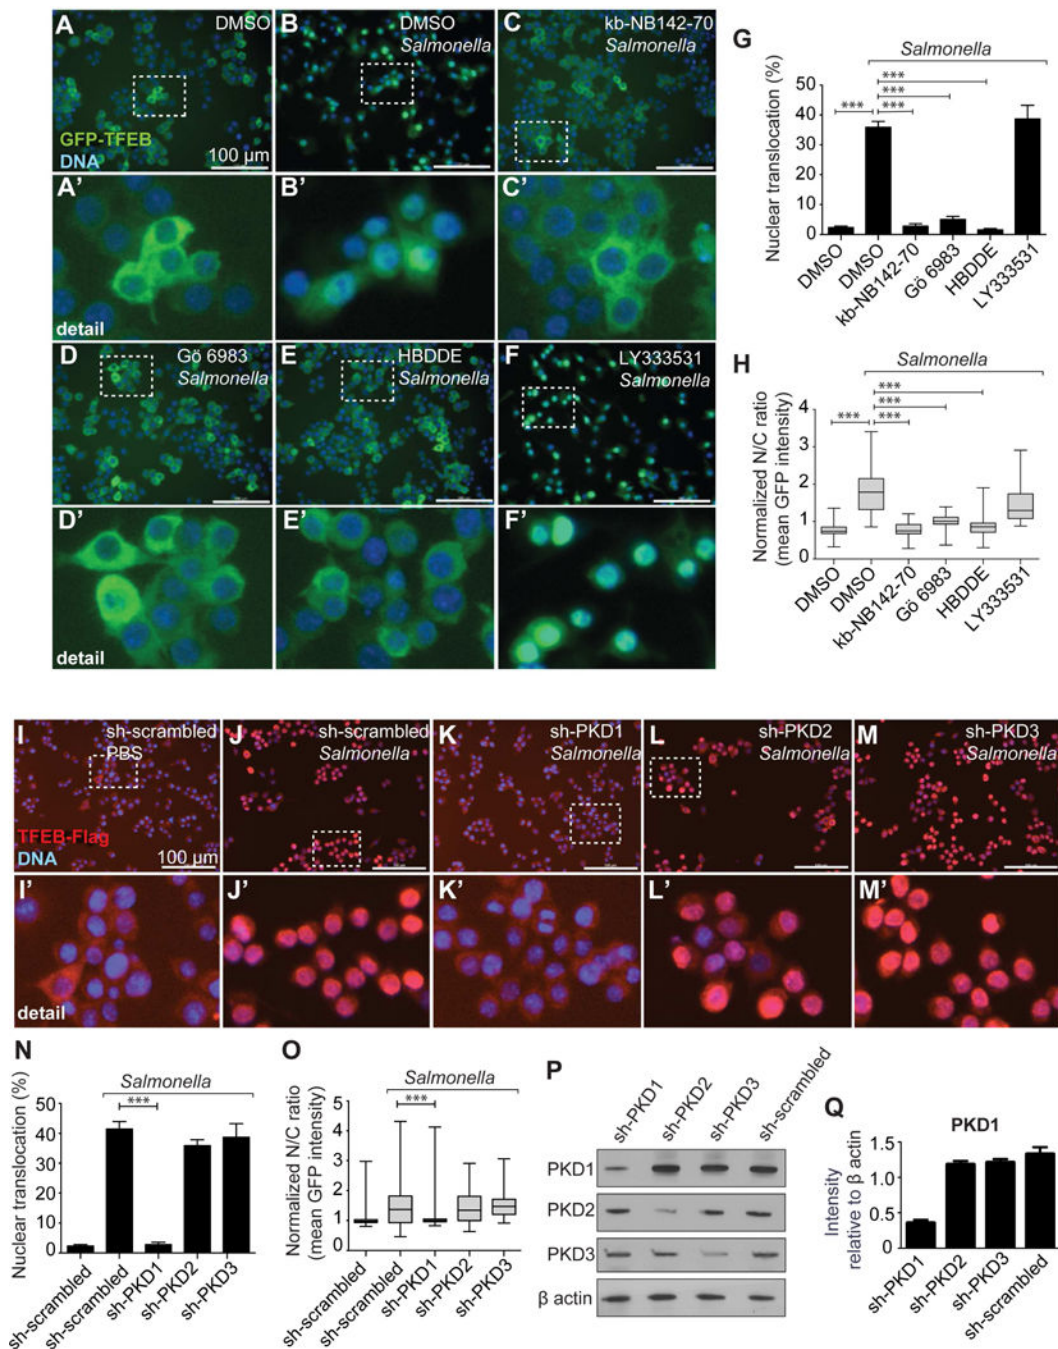 A
DMSO
GFP-TFEB
DNA
100 µm
B
DMSO
Salmonella
C
kb-NB142-70
Salmonella
A'
detail
B'
C'
D
Gö 6983
Salmonella
E
HBDDE
Salmonella
F
LY333531
Salmonella
D'
detail
E'
F'
G
Salmonella
***
***
***
***
Nuclear translocation (%)
50
40
30
20
10
0
DMSO
DMSO
kb-NB142-70
Gö 6983
HBDDE
LY333531
H
Salmonella
***
***
***
***
Normalized N/C ratio
(mean GFP intensity)
4
3
2
1
0
DMSO
DMSO
kb-NB142-70
Gö 6983
HBDDE
LY333531
I
sh-scrambled
PBS
TFEB-Flag
DNA
100 µm
J
sh-scrambled
Salmonella
K
sh-PKD1
Salmonella
L
sh-PKD2
Salmonella
M
sh-PKD3
Salmonella
I'
detail
J'
K'
L'
M'
N
Salmonella
***
Nuclear translocation (%)
50
40
30
20
10
0
sh-scrambled
sh-scrambled
sh-PKD1
sh-PKD2
sh-PKD3
O
Salmonella
***
Normalized N/C ratio
(mean GFP intensity)
5
4
3
2
1
0
sh-scrambled
sh-scrambled
sh-PKD1
sh-PKD2
sh-PKD3
P
sh-PKD1
sh-PKD2
sh-PKD3
sh-scrambled
PKD1
PKD2
PKD3
β actin
Q
PKD1
Intensity
relative to β actin
1.5
1.0
0.5
0
sh-PKD1
sh-PKD2
sh-PKD3
sh-scrambled